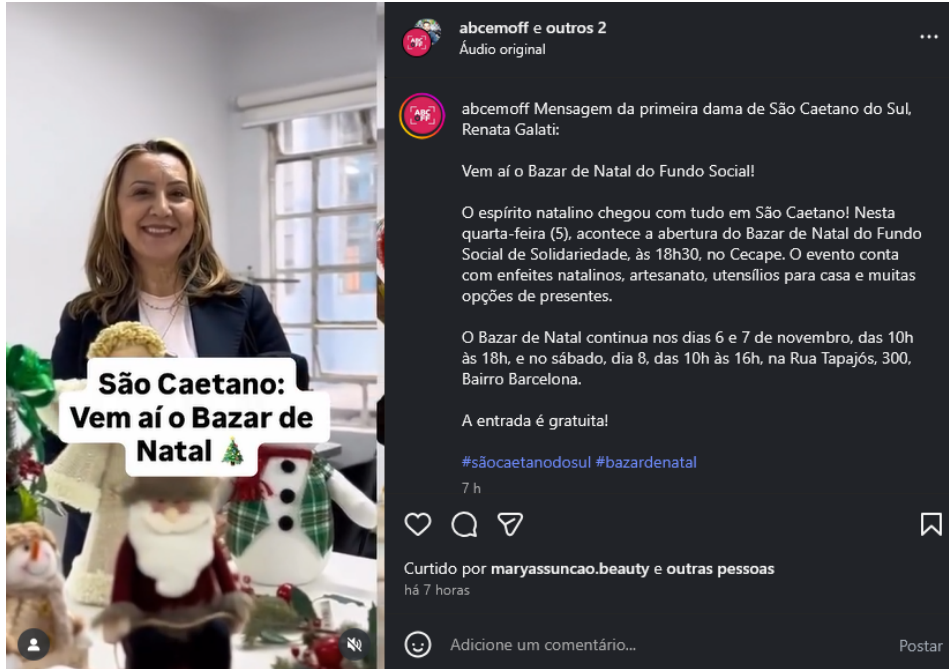 São Caetano:
Vem aí o Bazar de
Natal
abcemoff e outros 2
Áudio original
abcemoff Mensagem da primeira dama de São Caetano do Sul,
Renata Galati:
Vem aí o Bazar de Natal do Fundo Social!
O espírito natalino chegou com tudo em São Caetano! Nesta
quarta-feira (5), acontece a abertura do Bazar de Natal do Fundo
Social de Solidariedade, às 18h30, no Cecape. O evento conta
com enfeites natalinos, artesanato, utensílios para casa e muitas
opções de presentes.
O Bazar de Natal continua nos dias 6 e 7 de novembro, das 10h
às 18h, e no sábado, dia 8, das 10h às 16h, na Rua Tapajós, 300,
Bairro Barcelona.
A entrada é gratuita!
#sãocaetanodosul #bazardenatal
7 h
Curtido por maryassuncao.beauty e outras pessoas
há 7 horas
Adicione um comentário...
Postar